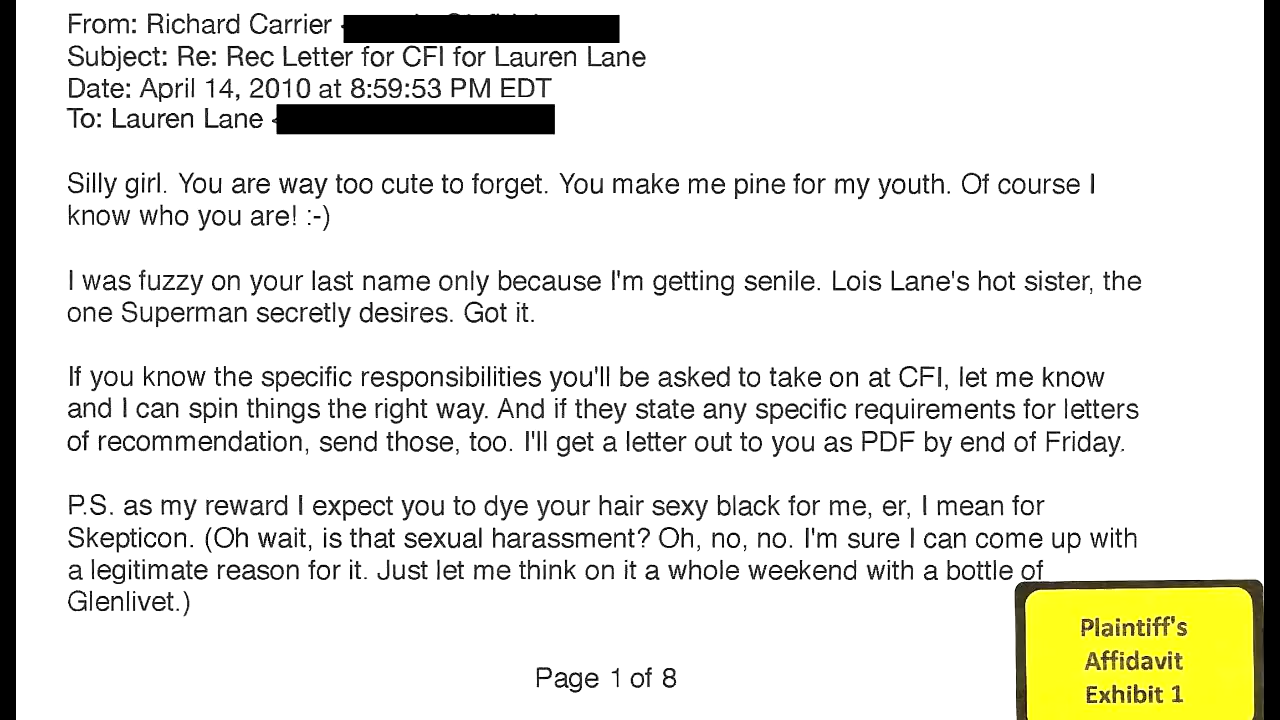 From: Richard Carrier
Subject: Re: Rec Letter for CFI for Lauren Lane
Date: April 14, 2010 at 8:59:53 PM EDT
To: Lauren Lane
Silly girl. You are way too cute to forget. You make me pine for my youth. Of course I
know who you are! :-)
I was fuzzy on your last name only because I'm getting senile. Lois Lane's hot sister, the
one Superman secretly desires. Got it.
If you know the specific responsibilities you'll be asked to take on at CFI, let me know
and I can spin things the right way. And if they state any specific requirements for letters
of recommendation, send those, too. I'll get a letter out to you as PDF by end of Friday.
P.S. as my reward I expect you to dye your hair sexy black for me, er, I mean for
Skepticon. (Oh wait, is that sexual harassment? Oh, no, no. I'm sure I can come up with
a legitimate reason for it. Just let me think on it a whole weekend with a bottle of
Glenlivet.)
Page 1 of 8
Plaintiff's
Affidavit
Exhibit 1